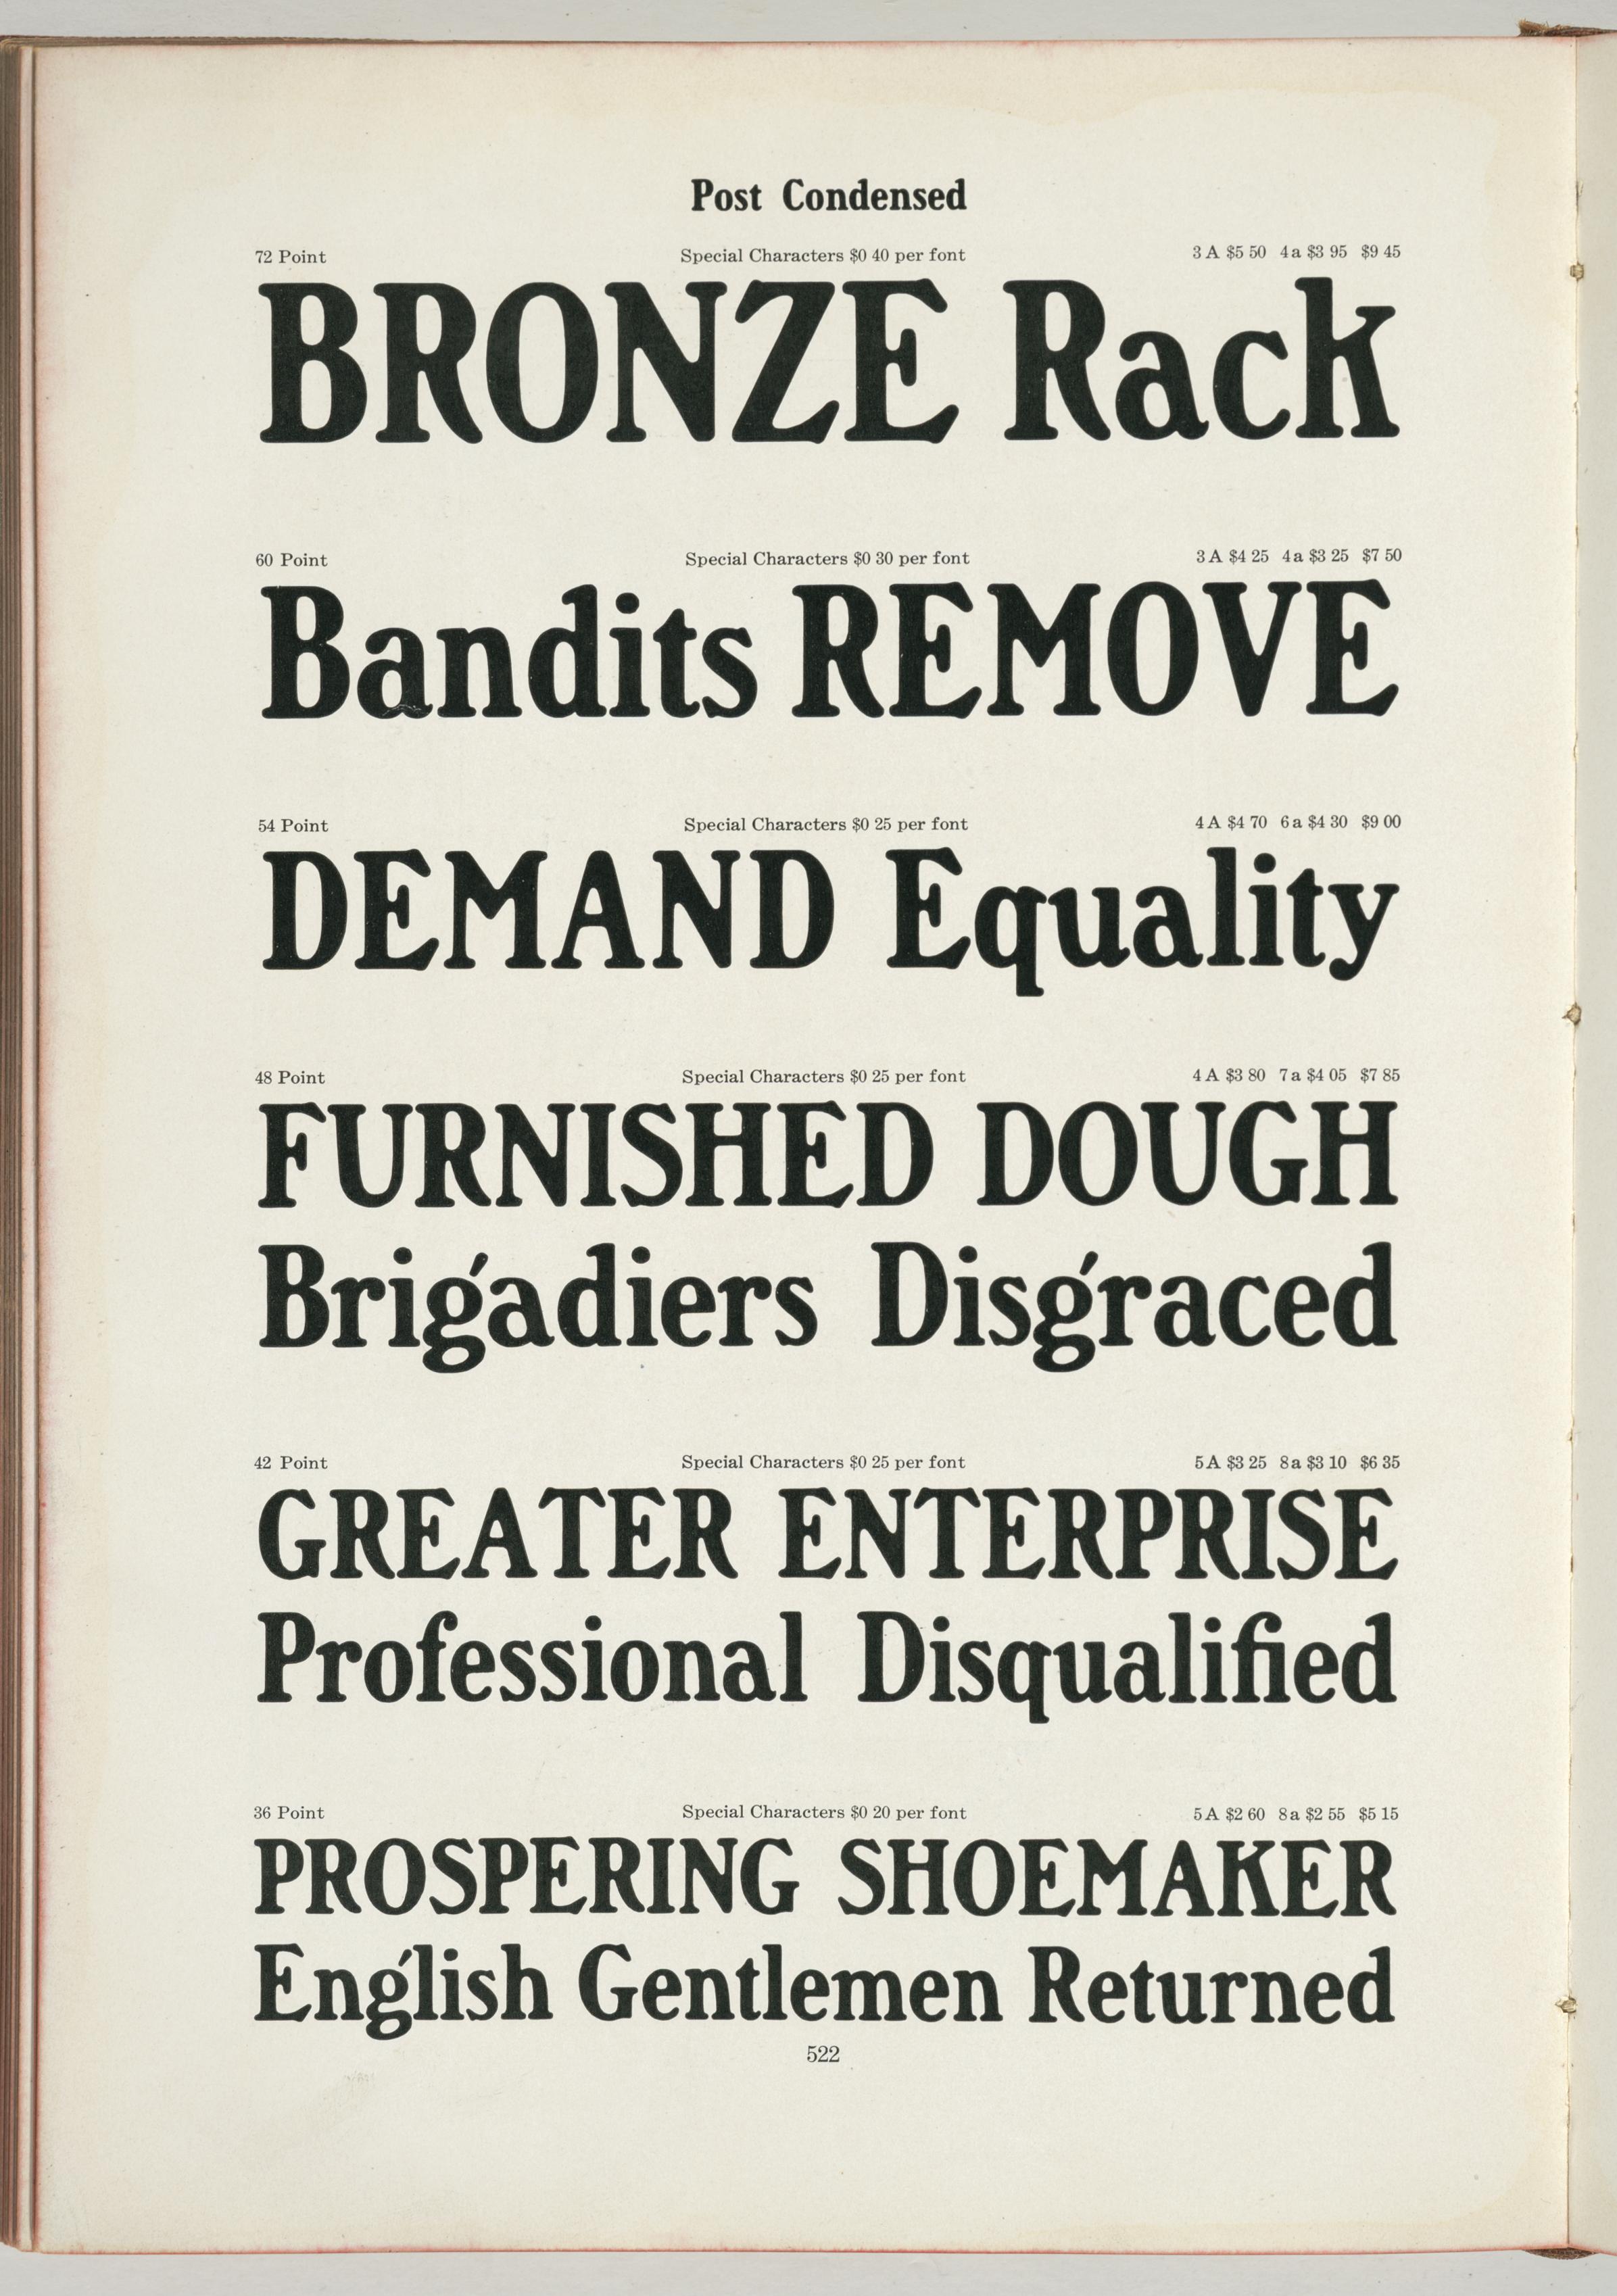 Post Condensed
72 Point Special Characters $0 40 per font 3 A $5 50 4 a $3 95 $9 45
BRONZE Rack
60 Point Special Characters $0 30 per font 3 A $4 25 4 a $3 25 $7 50
Bandits REMOVE
54 Point Special Characters $0 25 per font 4 A $4 70 6 a $4 30 $9 00
DEMAND Equality
48 Point Special Characters $0 25 per font 4 A $3 80 7 a $4 05 $7 85
FURNISHED DOUGH
Brigadiers Disgraced
42 Point Special Characters $0 25 per font 5 A $3 25 8 a $3 10 $6 35
GREATER ENTERPRISE
Professional Disqualified
36 Point Special Characters $0 20 per font 5 A $2 60 8 a $2 55 $5 15
PROSPERING SHOEMAKER
English Gentlemen Returned
522